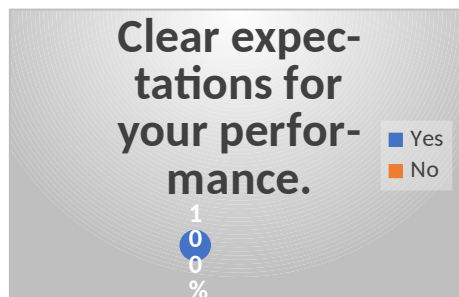 Clear expec-
tations for
your perfor-
mance.
Yes
No
1
0
0
%